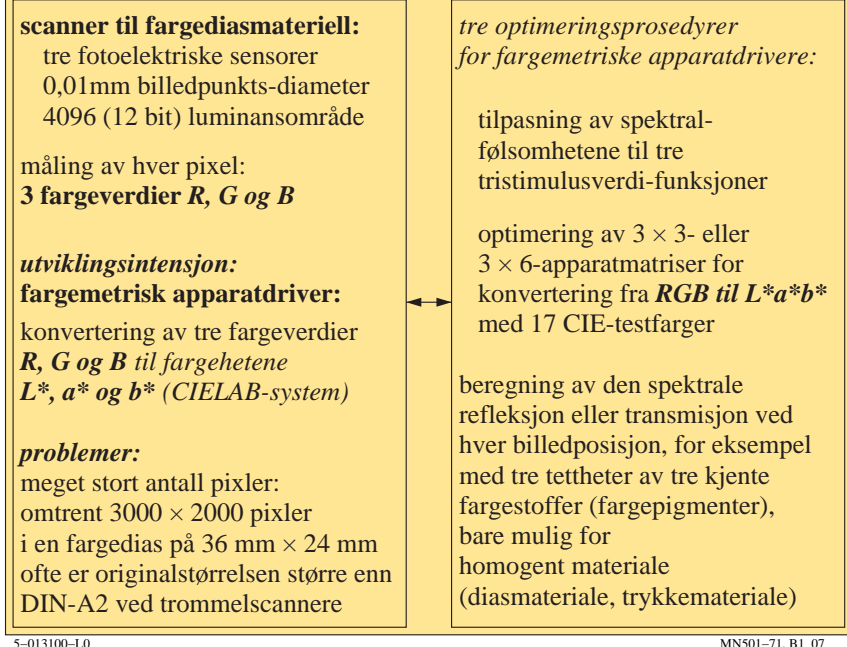 scanner til fargediasmateriell:
tre fotoelektriske sensorer
0,01mm billedpunkts-diameter
4096 (12 bit) luminansområde
måling av hver pixel:
3 fargeverdier R, G og B
utviklingsintensjon:
fargemetrisk apparatdriver:
konvertering av tre fargeverdier
R, G og B til fargehetene
L*, a* og b* (CIELAB-system)
problemer:
meget stort antall pixler:
omtrent 3000 × 2000 pixler
i en fargedias på 36 mm × 24 mm
ofte er originalstørrelsen større enn
DIN-A2 ved trommelscannere
tre optimeringsprosedyrer
for fargemetriske apparatdrivere:
tilpasning av spektral-
følsomhetene til tre
tristimulusverdi-funksjoner
optimering av 3 × 3- eller
3 × 6-apparatmatriser for
konvertering fra RGB til L*a*b*
med 17 CIE-testfarger
beregning av den spektrale
refleksjon eller transmisjon ved
hver billedposisjon, for eksempel
med tre tettheter av tre kjente
fargestoffer (fargepigmenter),
bare mulig for
homogent materiale
(diasmateriale, trykkemateriale)
5–013100–L0
MN501–71, B1_07